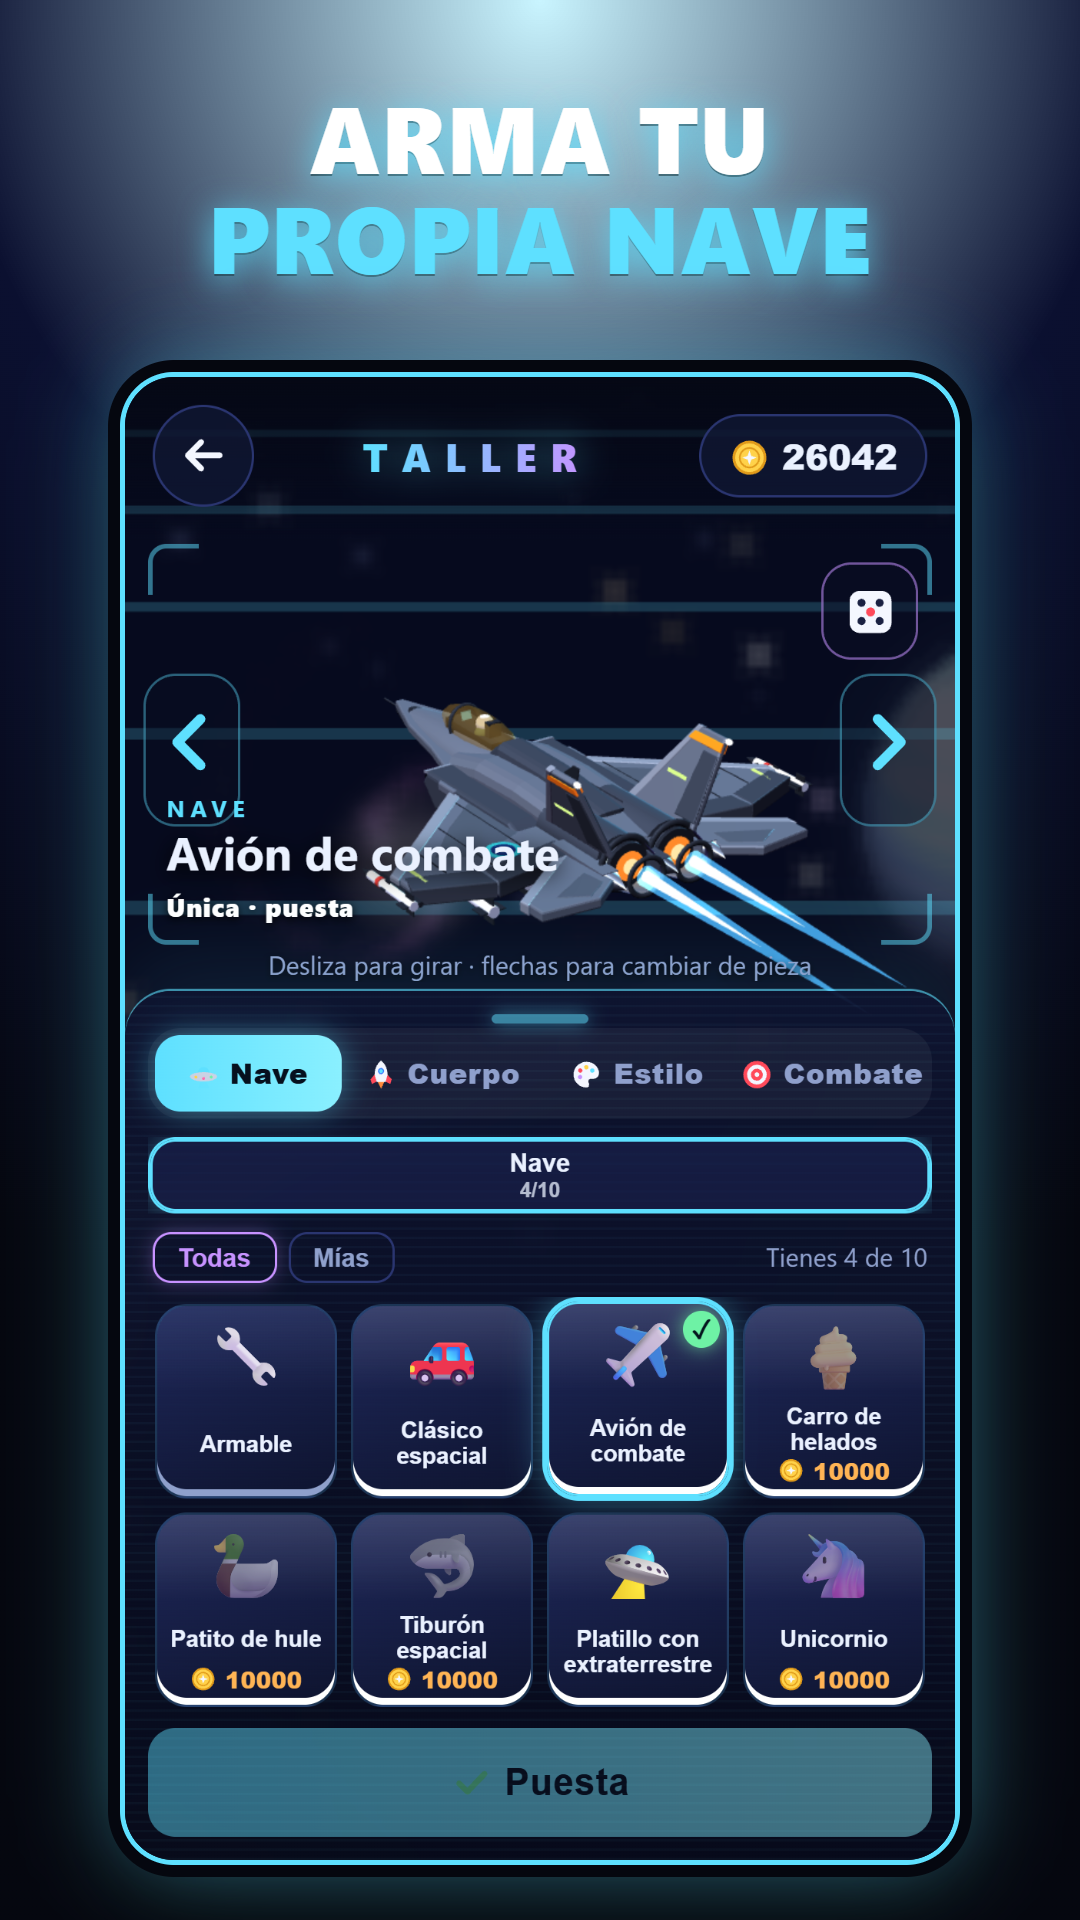 ARMA TU
PROPIA NAVE
TALLER
26042
NAVE
Avión de combate
Única · puesta
Desliza para girar · flechas para cambiar de pieza
Nave
Cuerpo
Estilo
Combate
Nave
4/10
Todas
Mías
Tienes 4 de 10
Armable
Clásico
espacial
Avión de
combate
Carro de
helados
10000
Patito de hule
10000
Tiburón
espacial
10000
Platillo con
extraterrestre
Unicornio
10000
Puesta